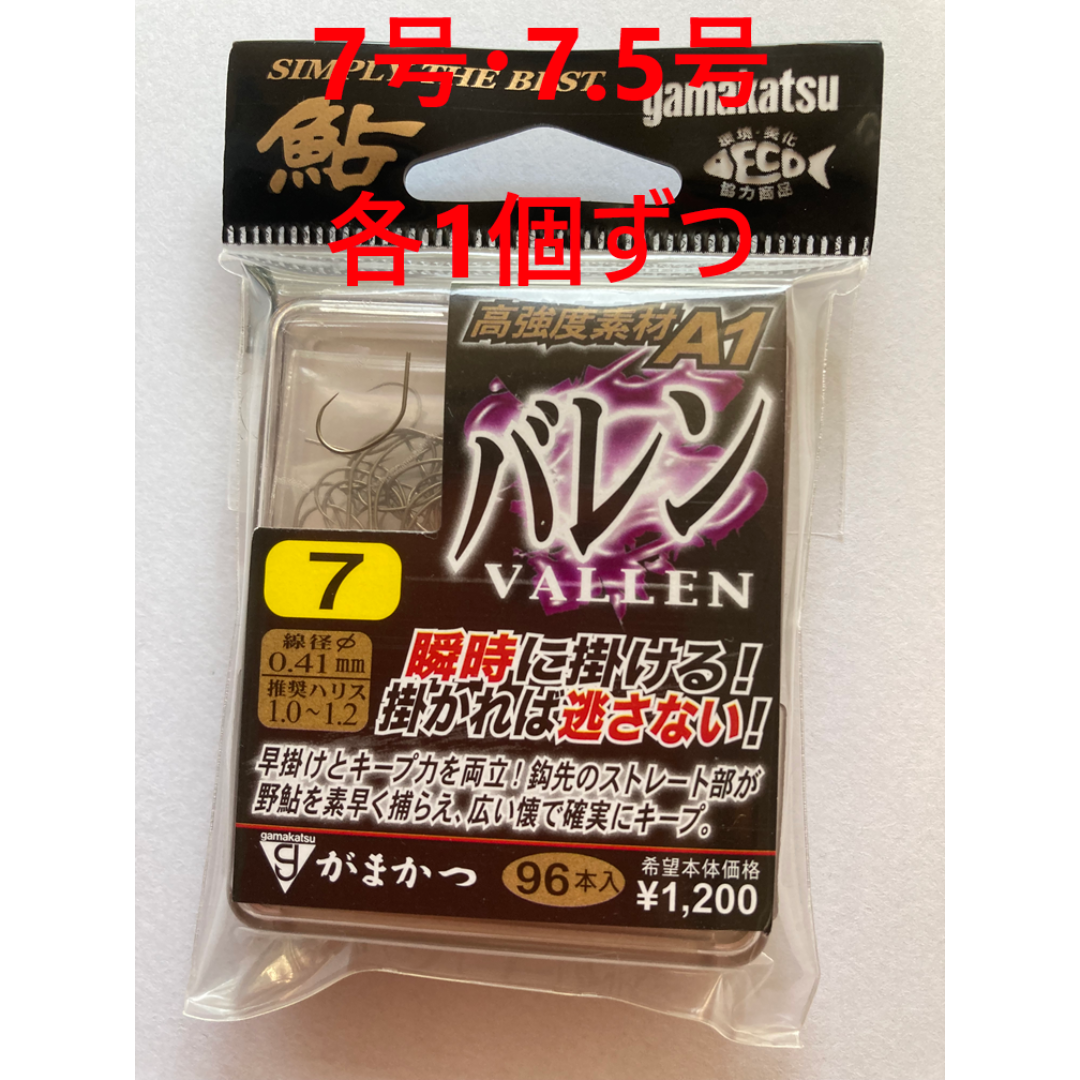 7号・7.5号
SIMPLY THE BEST
gamakatsu
鮎
環境・美化
ECO
協力商品
各1個ずつ
高強度素材 A1
バレン
VALLEN
7
線径φ
0.41mm
推奨ハリス
1.0~1.2
瞬時に掛ける!
掛かれば逃さない!
早掛けとキープ力を両立!鈎先のストレート部が
野鮎を素早く捕らえ、広い懐で確実にキープ。
gamakatsu
g がまかつ
96本入
希望本体価格
¥1,200